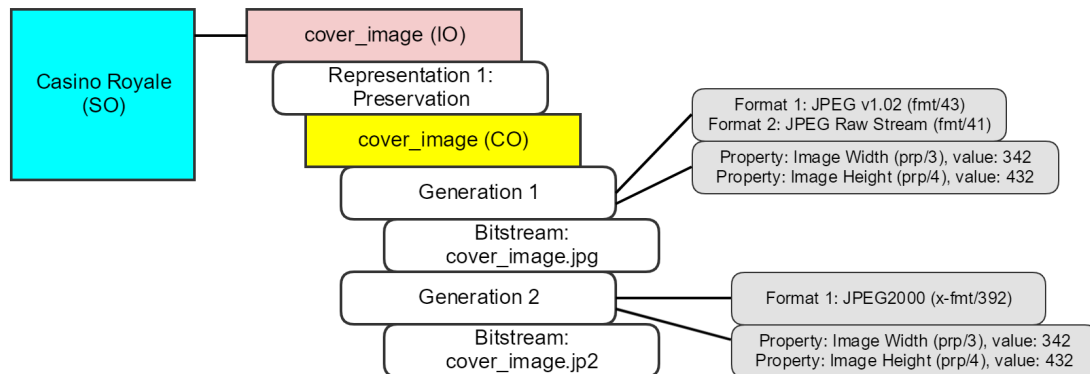 Casino Royale
(SO)
cover_image (IO)
Representation 1:
Preservation
cover_image (CO)
Generation 1
Format 1: JPEG v1.02 (fmt/43)
Format 2: JPEG Raw Stream (fmt/41)
Property: Image Width (prp/3), value: 342
Property: Image Height (prp/4), value: 432
Bitstream:
cover_image.jpg
Generation 2
Format 1: JPEG2000 (x-fmt/392)
Property: Image Width (prp/3), value: 342
Property: Image Height (prp/4), value: 432
Bitstream:
cover_image.jp2